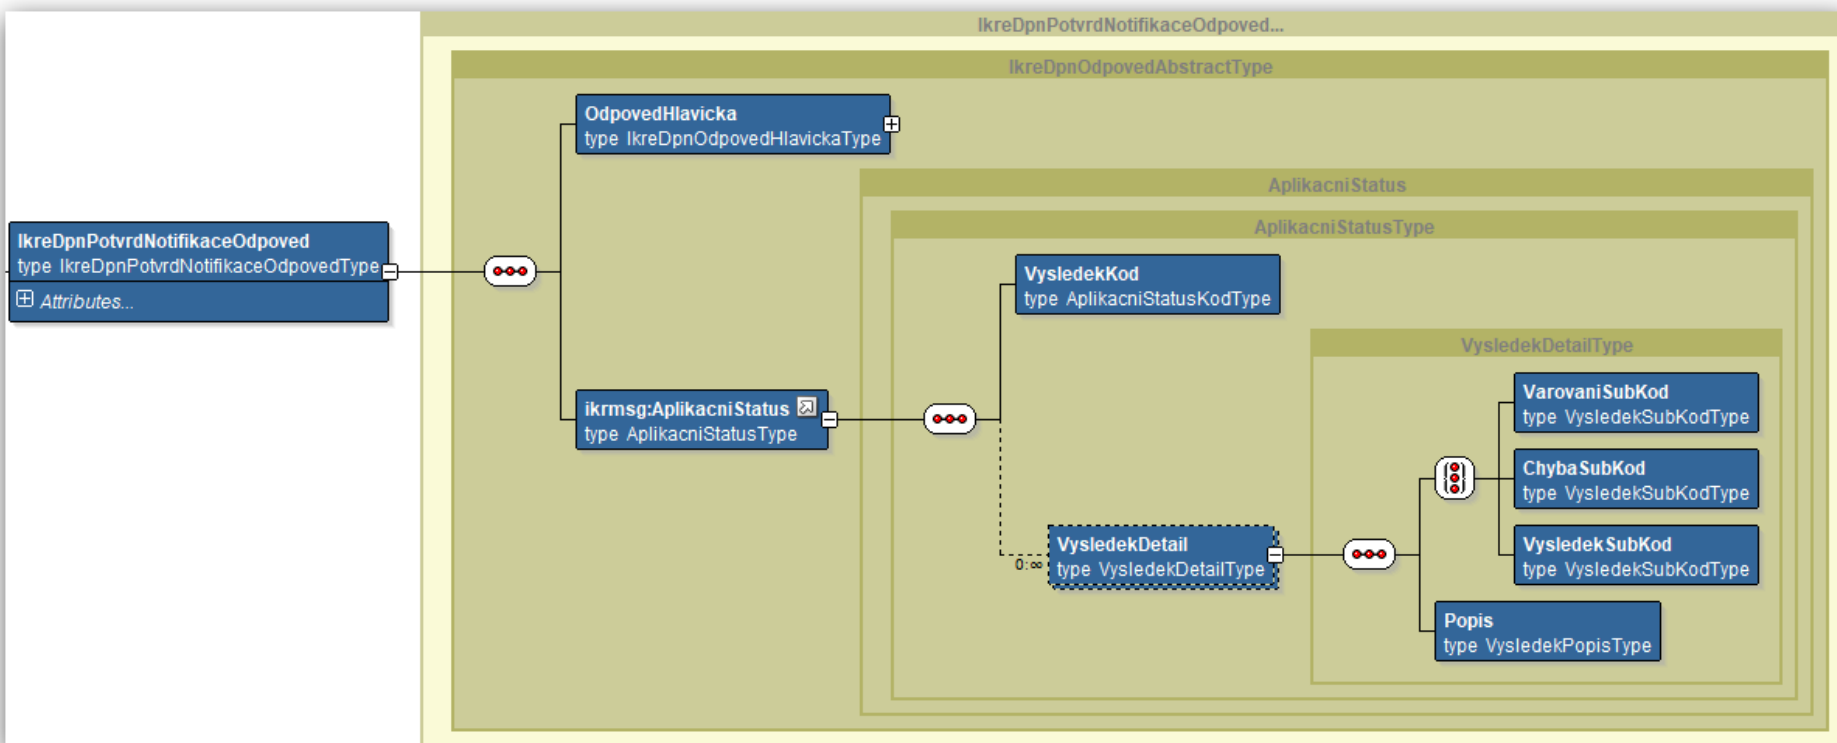 IkreDpnPotvrdNotifikaceOdpoved...
IkreDpnOdpovedAbstractType
OdpovedHlavicka
type IkreDpnOdpovedHlavickaType
AplikacniStatus
AplikacniStatusType
IkreDpnPotvrdNotifikaceOdpoved
type IkreDpnPotvrdNotifikaceOdpovedType
Attributes...
VysledekKod
type AplikacniStatusKodType
VysledekDetailType
ikrmsg:AplikacniStatus
type AplikacniStatusType
VarovaniSubKod
type VysledekSubKodType
ChybaSubKod
type VysledekSubKodType
VysledekDetail
type VysledekDetailType
0:∞
VysledekSubKod
type VysledekSubKodType
Popis
type VysledekPopisType